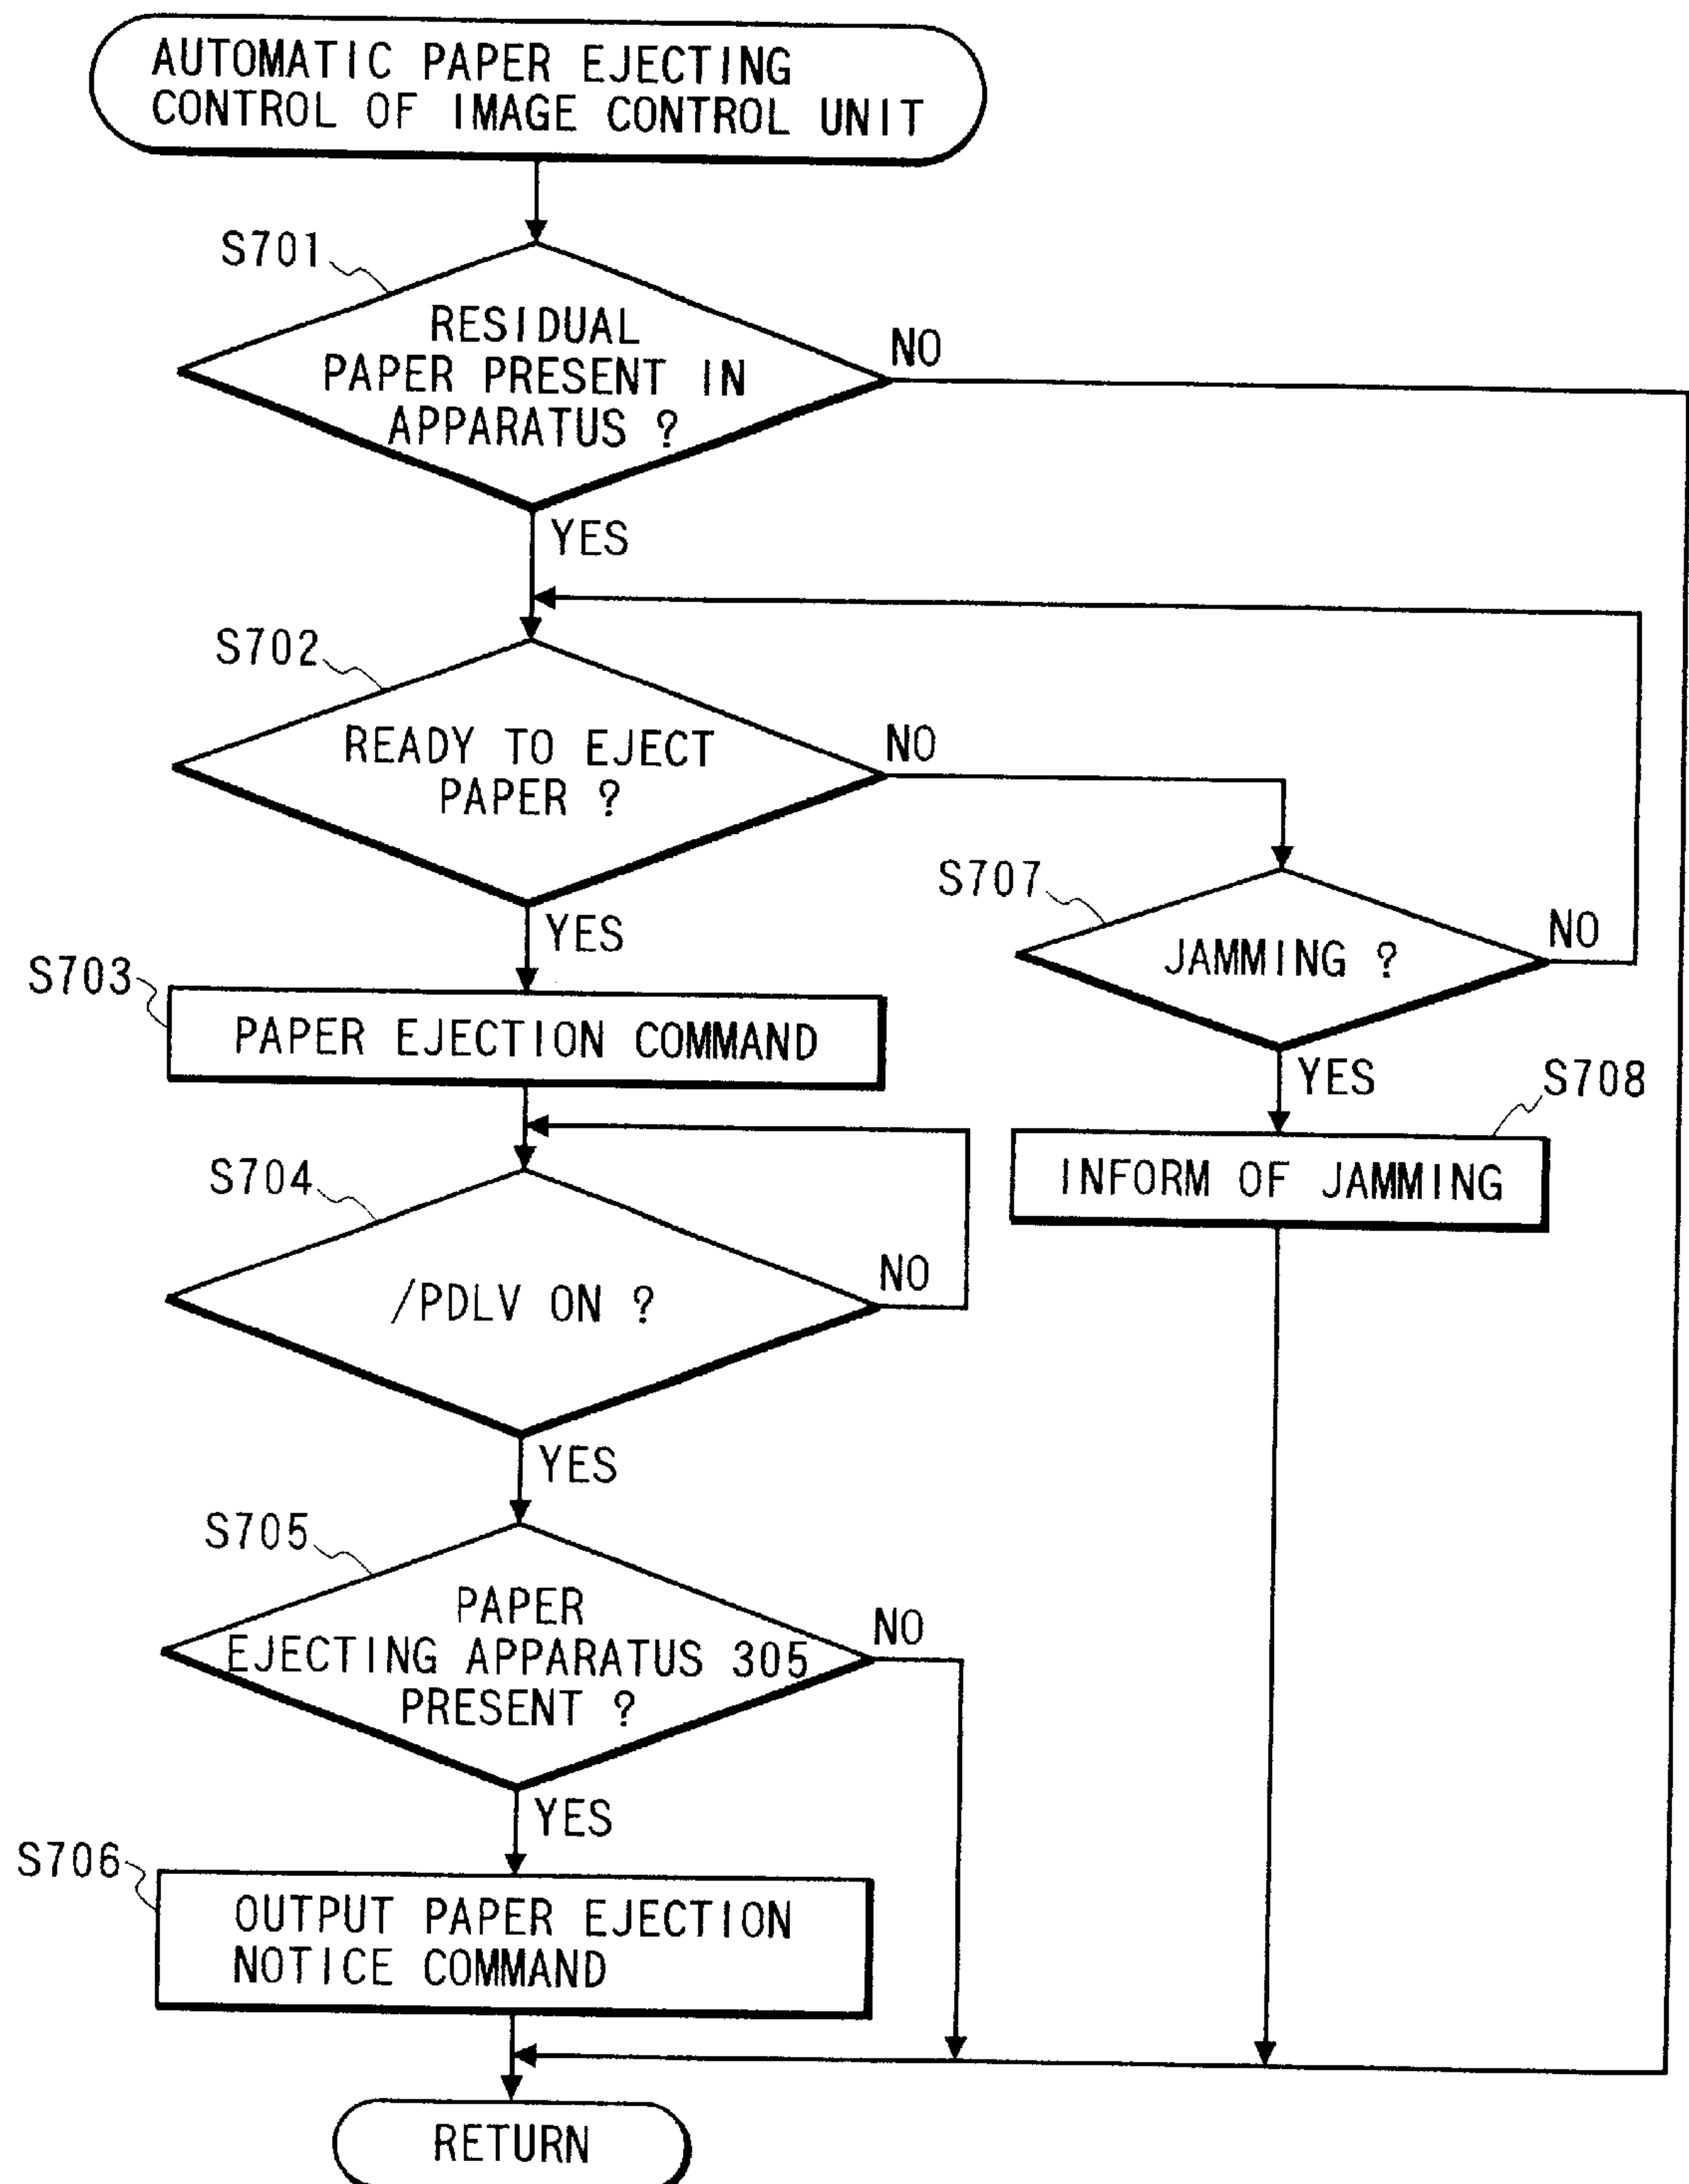 AUTOMATIC PAPER EJECTING
CONTROL OF IMAGE CONTROL UNIT
S701
RESIDUAL
PAPER PRESENT IN
APPARATUS ?
NO
YES
S702
READY TO EJECT
PAPER ?
NO
YES
S707
JAMMING ?
NO
YES
S703
PAPER EJECTION COMMAND
S708
INFORM OF JAMMING
S704
/PDLV ON ?
NO
YES
S705
PAPER
EJECTING APPARATUS 305
PRESENT ?
NO
YES
S706
OUTPUT PAPER EJECTION
NOTICE COMMAND
RETURN